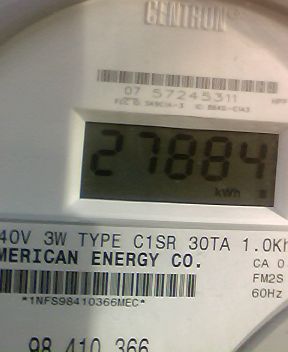 CENTRON
07 57245311
27884
kWh
40V 3W TYPE C1SR 30TA 1.0Kh
MERICAN ENERGY CO.
CA 0
FM2S
60Hz
*1NFS98410366MEC*
98 410 366